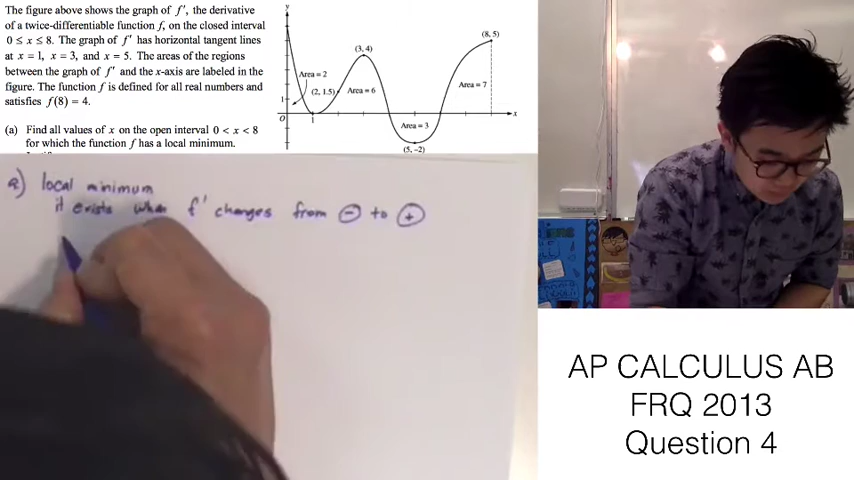 The figure above shows the graph of f′, the derivative
of a twice-differentiable function f, on the closed interval
0 ≤ x ≤ 8. The graph of f′ has horizontal tangent lines
at x = 1, x = 3, and x = 5. The areas of the regions
between the graph of f′ and the x-axis are labeled in the
figure. The function f is defined for all real numbers and
satisfies f(8) = 4.
(a) Find all values of x on the open interval 0 < x < 8
for which the function f has a local minimum.
y
(8, 5)
(3, 4)
Area = 2
(2, 1.5)
Area = 6
Area = 7
1
O
1
x
Area = 3
(5, −2)
a) local minimum
it exists when f' changes from − to +
AP CALCULUS AB
FRQ 2013
Question 4